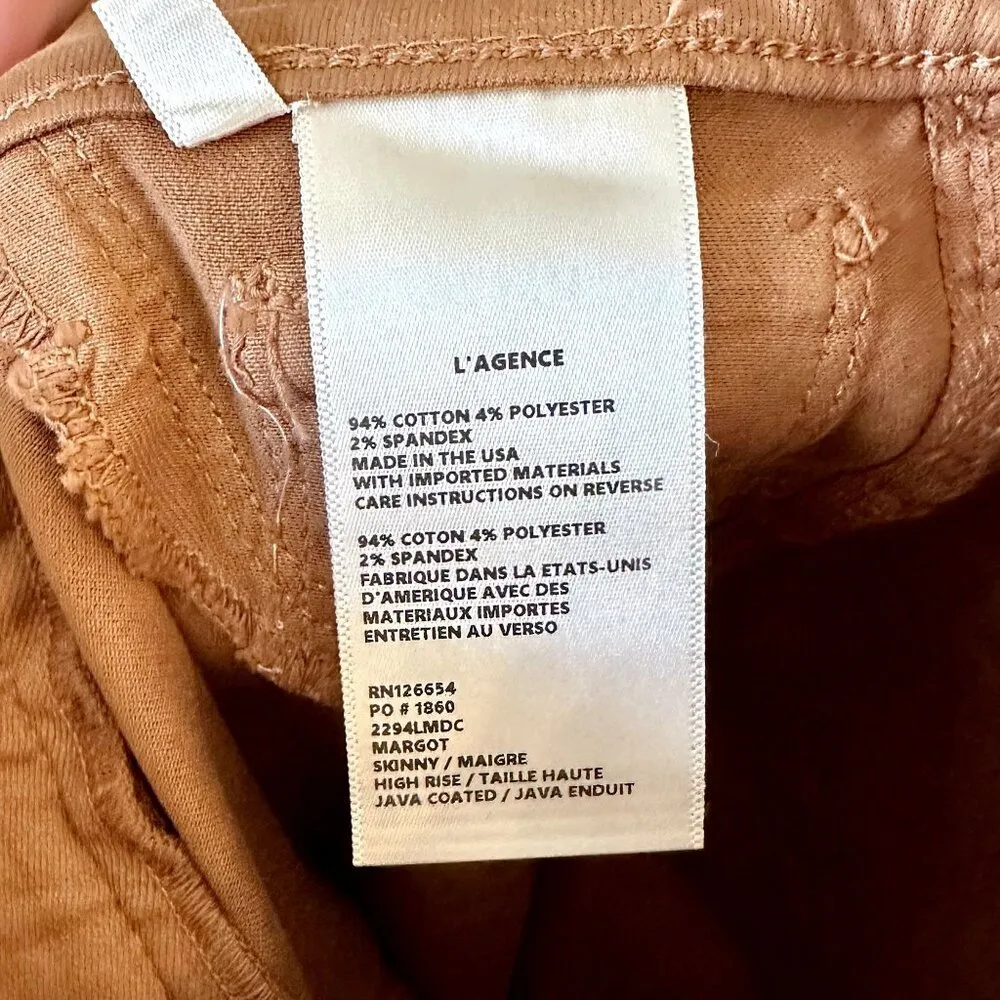 L'AGENCE
94% COTTON 4% POLYESTER
2% SPANDEX
MADE IN THE USA
WITH IMPORTED MATERIALS
CARE INSTRUCTIONS ON REVERSE
94% COTON 4% POLYESTER
2% SPANDEX
FABRIQUE DANS LA ETATS-UNIS
D'AMERIQUE AVEC DES
MATERIAUX IMPORTES
ENTRETIEN AU VERSO
RN126654
PO # 1860
2294LMDC
MARGOT
SKINNY / MAIGRE
HIGH RISE / TAILLE HAUTE
JAVA COATED / JAVA ENDUIT